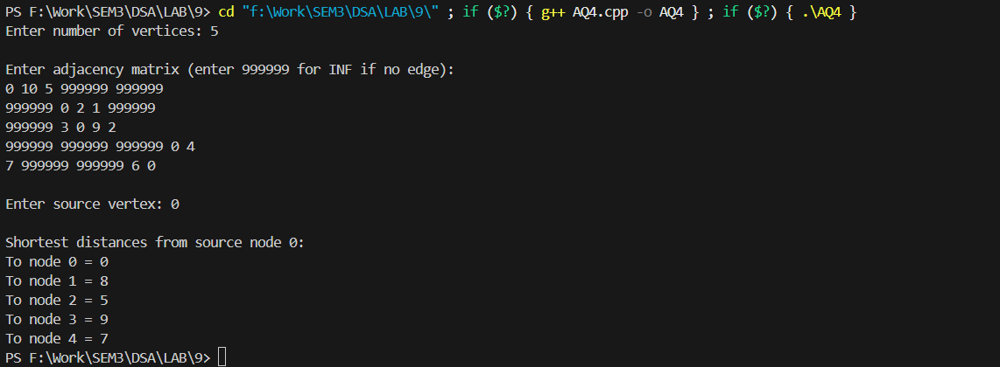 PS F:\Work\SEM3\DSA\LAB\9> cd "f:\Work\SEM3\DSA\LAB\9\" ; if ($?) { g++ AQ4.cpp -o AQ4 } ; if ($?) { .\AQ4 }
Enter number of vertices: 5
Enter adjacency matrix (enter 999999 for INF if no edge):
0 10 5 999999 999999
999999 0 2 1 999999
999999 3 0 9 2
999999 999999 999999 0 4
7 999999 999999 6 0
Enter source vertex: 0
Shortest distances from source node 0:
To node 0 = 0
To node 1 = 8
To node 2 = 5
To node 3 = 9
To node 4 = 7
PS F:\Work\SEM3\DSA\LAB\9>